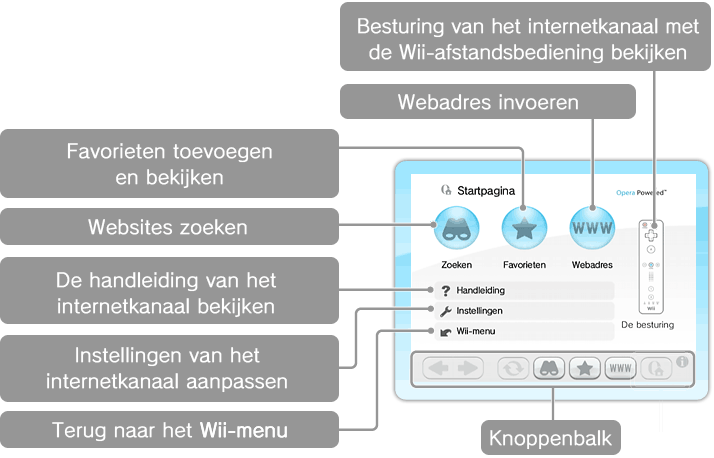 Besturing van het internetkanaal met
de Wii-afstandsbediening bekijken
Webadres invoeren
Favorieten toevoegen
en bekijken
Websites zoeken
De handleiding van het
internetkanaal bekijken
Instellingen van het
internetkanaal aanpassen
Terug naar het Wii-menu
Startpagina
Opera Powered™
WWW
Zoeken
Favorieten
Webadres
Handleiding
Instellingen
Wii-menu
Wii
De besturing
WWW
Knoppenbalk